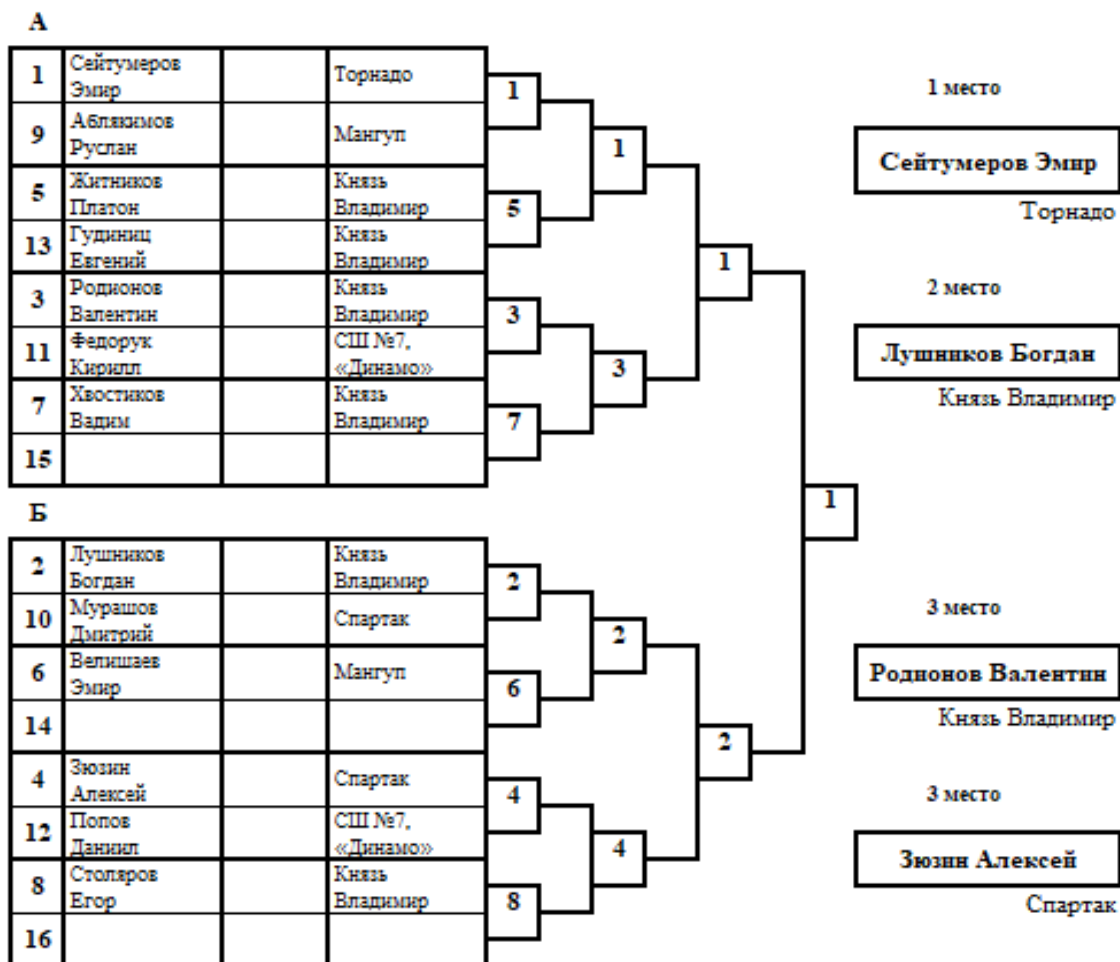 А
1 Сейтумеров Эмир Торнадо
9 Аблякимов Руслан Мангуп
5 Житников Платон Князь Владимир
13 Гудиниц Евгений Князь Владимир
3 Родионов Валентин Князь Владимир
11 Федорук Кирилл СШ №7, «Динамо»
7 Хвостиков Вадим Князь Владимир
15
1
5
3
7
1
3
1
Б
2 Лушников Богдан Князь Владимир
10 Мурашов Дмитрий Спартак
6 Велишаев Эмир Мангуп
14
4 Зюзин Алексей Спартак
12 Попов Даниил СШ №7, «Динамо»
8 Столяров Егор Князь Владимир
16
2
6
4
8
2
4
2
1
1 место
Сейтумеров Эмир
Торнадо
2 место
Лушников Богдан
Князь Владимир
3 место
Родионов Валентин
Князь Владимир
3 место
Зюзин Алексей
Спартак